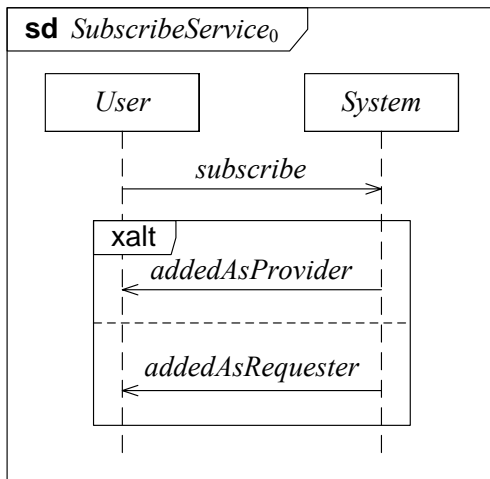 sd SubscribeService₀
User
System
subscribe
xalt
addedAsProvider
addedAsRequester